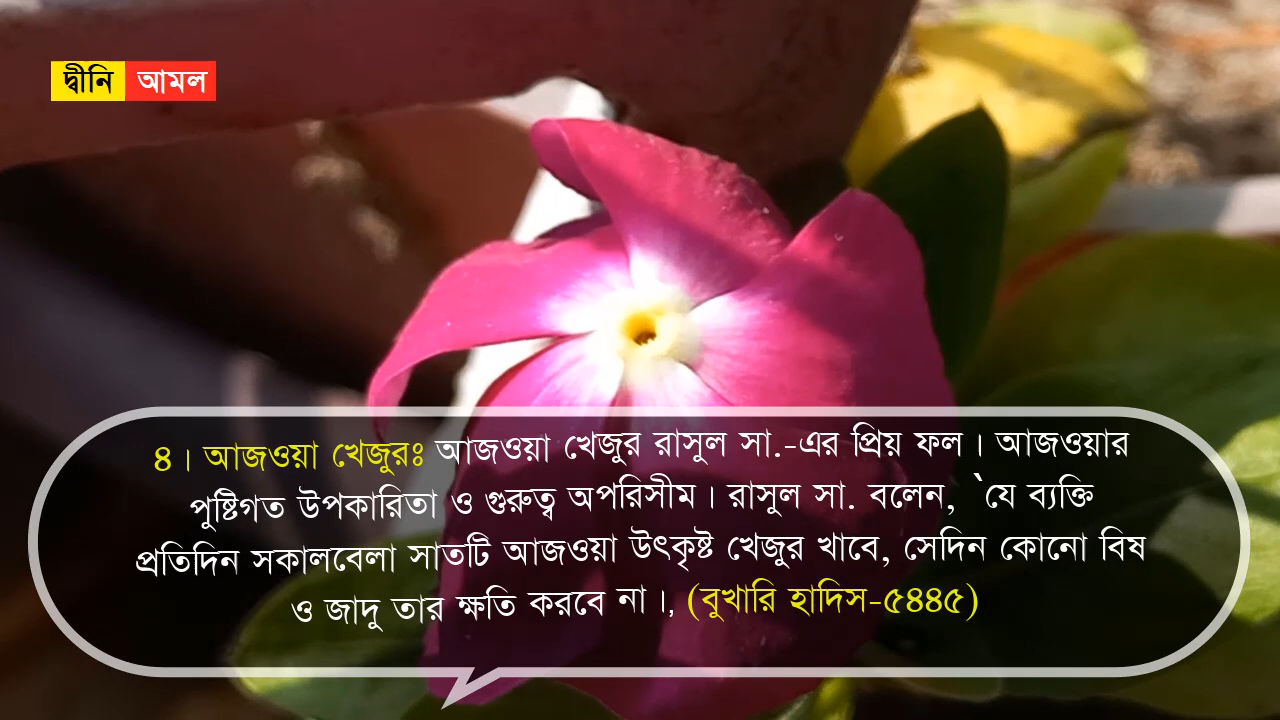 দ্বীনি আমল
৪। আজওয়া খেজুরঃ আজওয়া খেজুর রাসুল সা.-এর প্রিয় ফল। আজওয়ার
পুষ্টিগত উপকারিতা ও গুরুত্ব অপরিসীম। রাসুল সা. বলেন, `যে ব্যক্তি
প্রতিদিন সকালবেলা সাতটি আজওয়া উৎকৃষ্ট খেজুর খাবে, সেদিন কোনো বিষ
ও জাদু তার ক্ষতি করবে না।, (বুখারি হাদিস-৫৪৪৫)